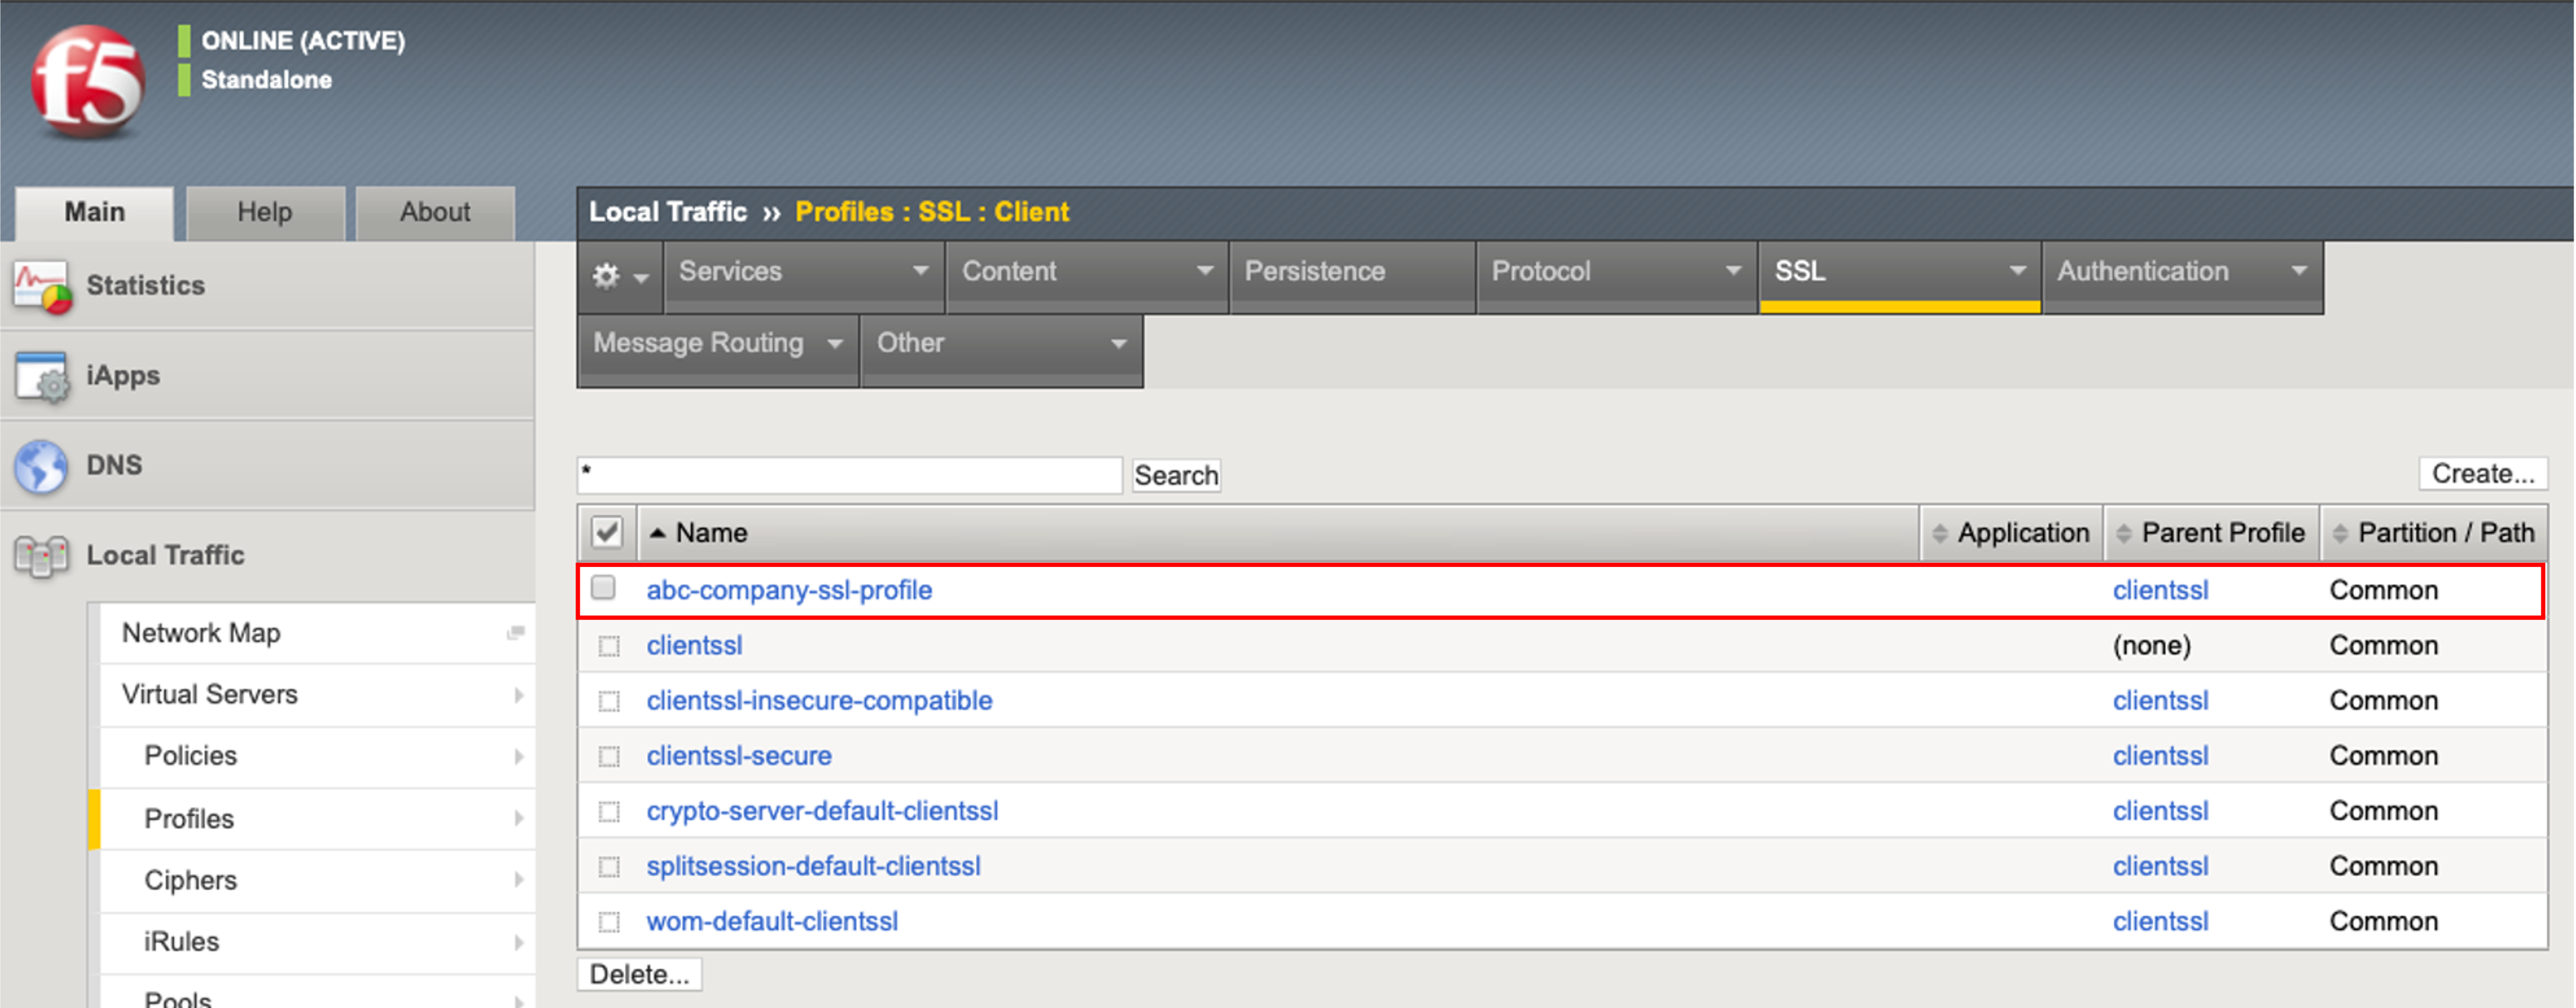 f5
ONLINE (ACTIVE)
Standalone
Main Help About
Local Traffic ›› Profiles : SSL : Client
Services Content Persistence Protocol SSL Authentication
Message Routing Other
Statistics
iApps
DNS
Local Traffic
Network Map
Virtual Servers
Policies
Profiles
Ciphers
iRules
Pools
* Search Create...
Name Application Parent Profile Partition / Path
abc-company-ssl-profile clientssl Common
clientssl (none) Common
clientssl-insecure-compatible clientssl Common
clientssl-secure clientssl Common
crypto-server-default-clientssl clientssl Common
splitsession-default-clientssl clientssl Common
wom-default-clientssl clientssl Common
Delete...